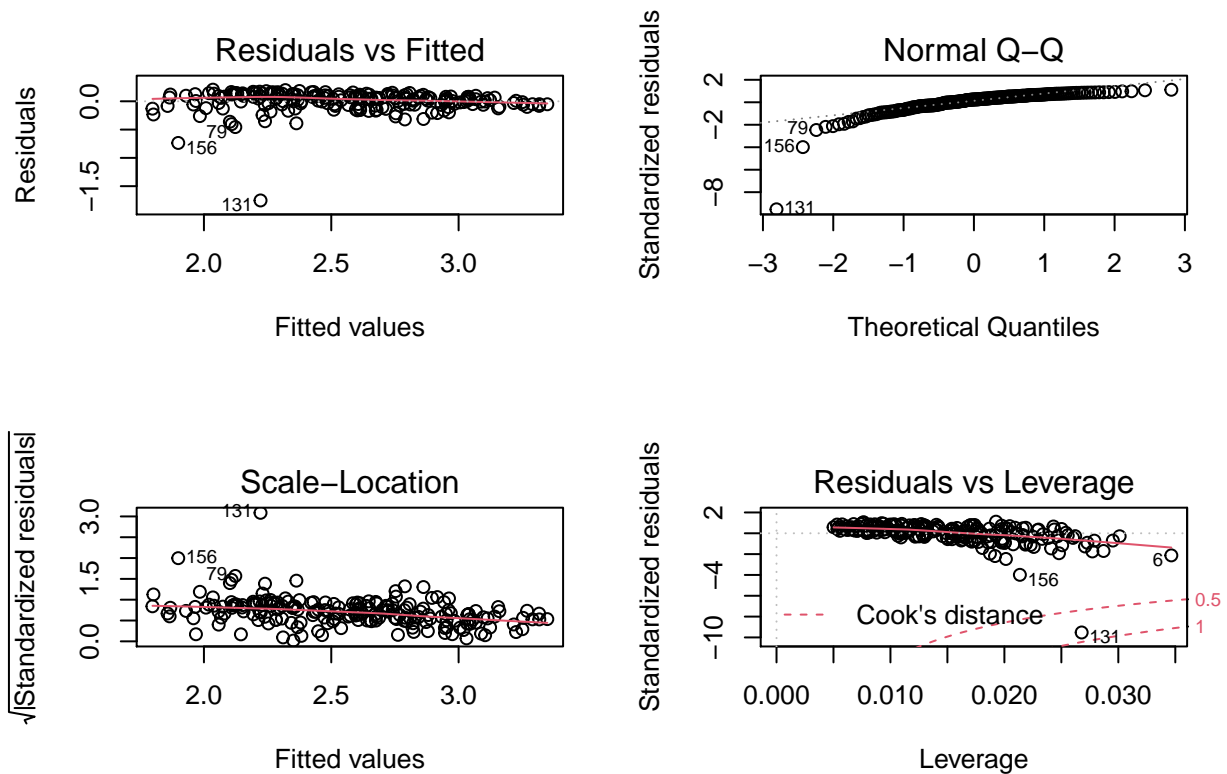 Residuals vs Fitted
Residuals
0.0
−1.5
79
156
131
2.0 2.5 3.0
Fitted values
Normal Q−Q
Standardized residuals
2
−2
−8
79
156
131
−3 −2 −1 0 1 2 3
Theoretical Quantiles
Scale−Location
√|Standardized residuals|
3.0
1.5
0.0
131
156
79
2.0 2.5 3.0
Fitted values
Residuals vs Leverage
Standardized residuals
2
−4
−10
6
156
Cook's distance
131
0.5
1
0.000 0.010 0.020 0.030
Leverage